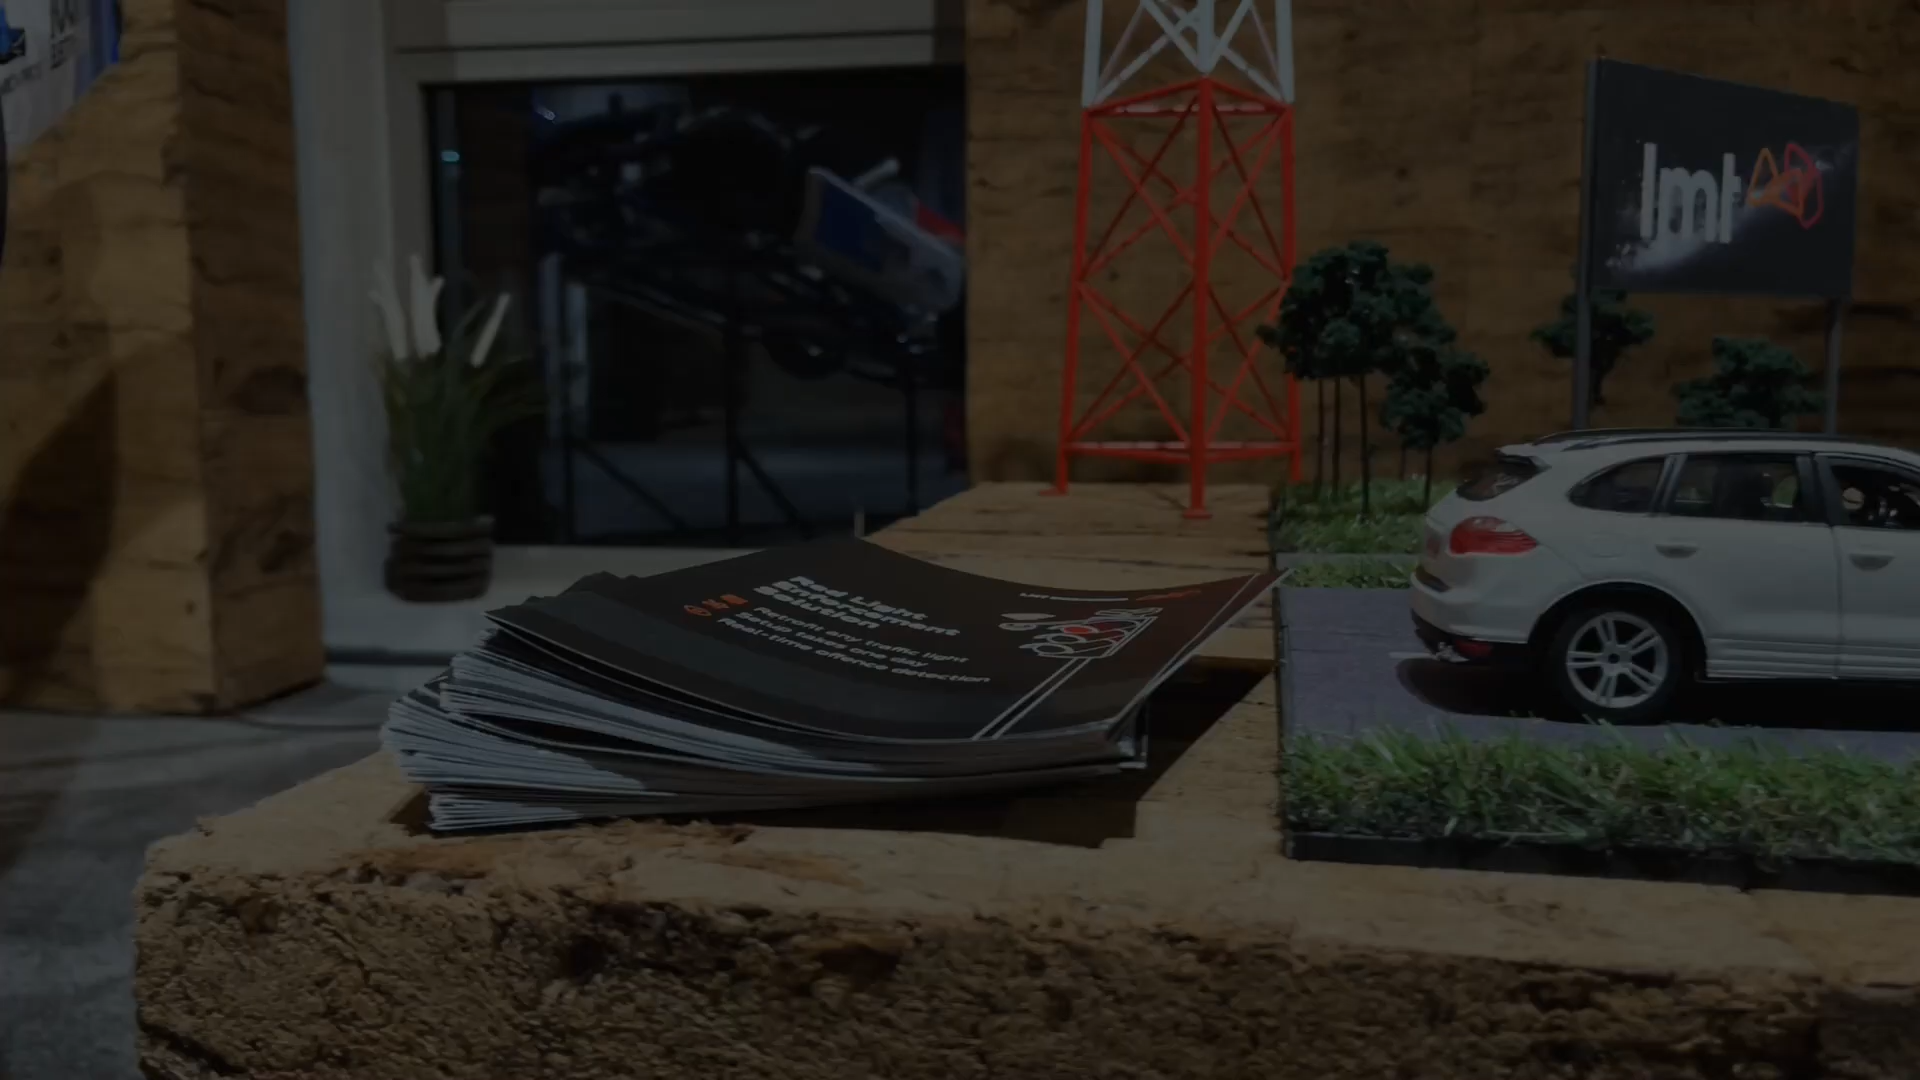 lmt
Red Light
Enforcement
Solution
Retrofit any traffic light
Setup takes one day
Real-time offence detection